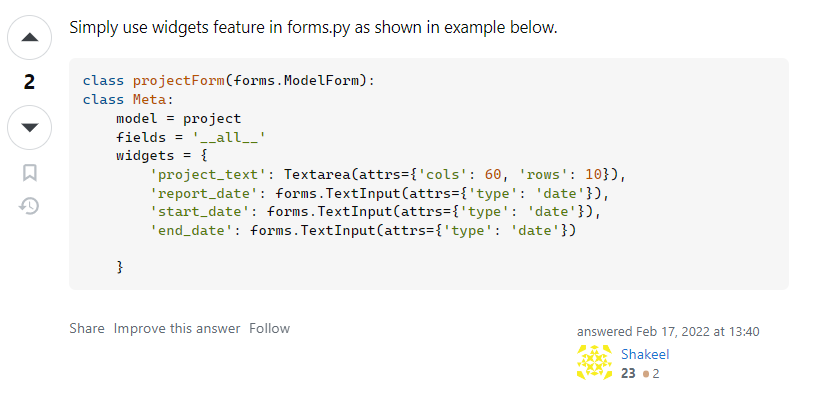 Simply use widgets feature in forms.py as shown in example below.
2
class projectForm(forms.ModelForm):
class Meta:
    model = project
    fields = '__all__'
    widgets = {
        'project_text': Textarea(attrs={'cols': 60, 'rows': 10}),
        'report_date': forms.TextInput(attrs={'type': 'date'}),
        'start_date': forms.TextInput(attrs={'type': 'date'}),
        'end_date': forms.TextInput(attrs={'type': 'date'})
    }
Share Improve this answer Follow
answered Feb 17, 2022 at 13:40
Shakeel
23 2